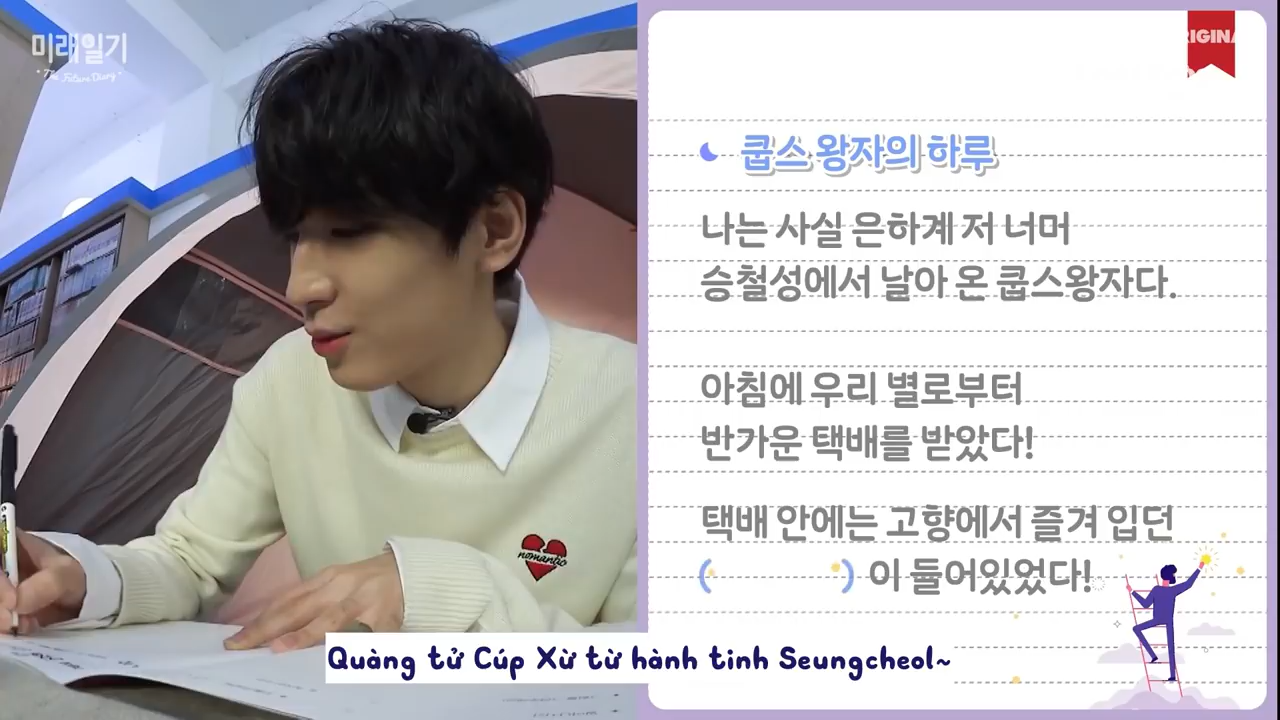 미래일기
The Future Diary
RIGINA
쿱스 왕자의 하루
나는 사실 은하계 저 너머
승철성에서 날아 온 쿱스왕자다.
아침에 우리 별로부터
반가운 택배를 받았다!
택배 안에는 고향에서 즐겨 입던
( ) 이 들어있었다!
romantic
Quàng tử Cúp Xừ từ hành tinh Seungcheol~